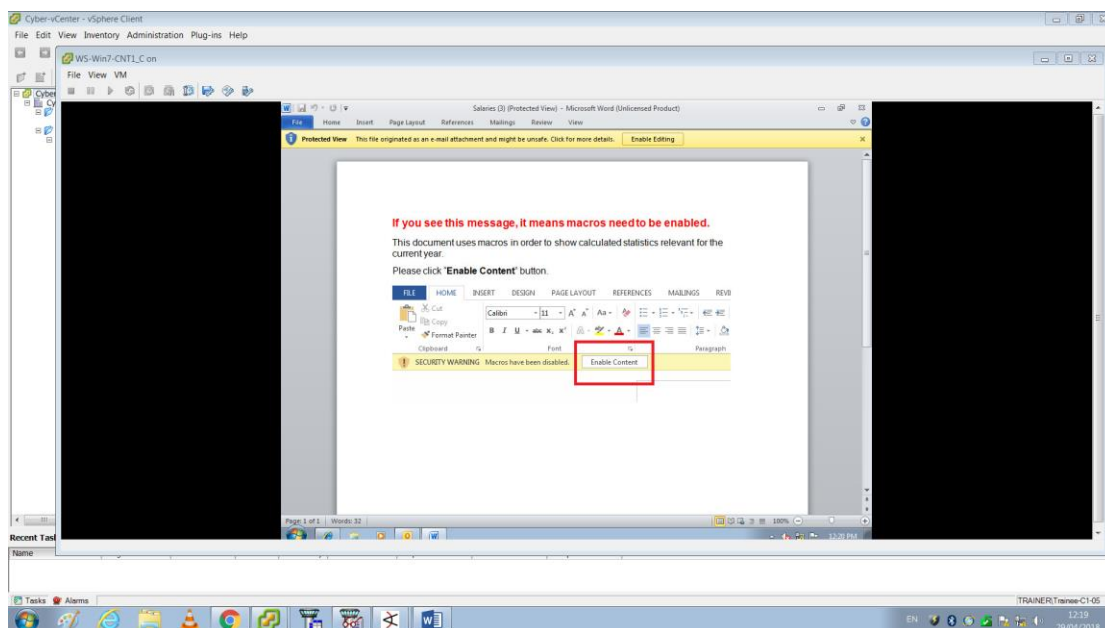 Cyber-vCenter - vSphere Client
File Edit View Inventory Administration Plug-ins Help
WS-Win7-CNT1_C on
File View VM
Salaries (3) (Protected View) - Microsoft Word (Unlicensed Product)
File Home Insert Page Layout References Mailings Review View
Protected View This file originated as an e-mail attachment and might be unsafe. Click for more details. Enable Editing
If you see this message, it means macros need to be enabled.
This document uses macros in order to show calculated statistics relevant for the
current year.
Please click "Enable Content" button.
FILE HOME INSERT DESIGN PAGE LAYOUT REFERENCES MAILINGS REVI
Cut
Copy
Paste
Format Painter
Calibri 11
Clipboard Font Paragraph
SECURITY WARNING Macros have been disabled. Enable Content
Page: 1 of 1 Words: 32 100%
12:20 PM
Recent Tas
Name
Tasks Alarms
TRAINER\Trainee-C1-05
EN 12:19
29/04/2018